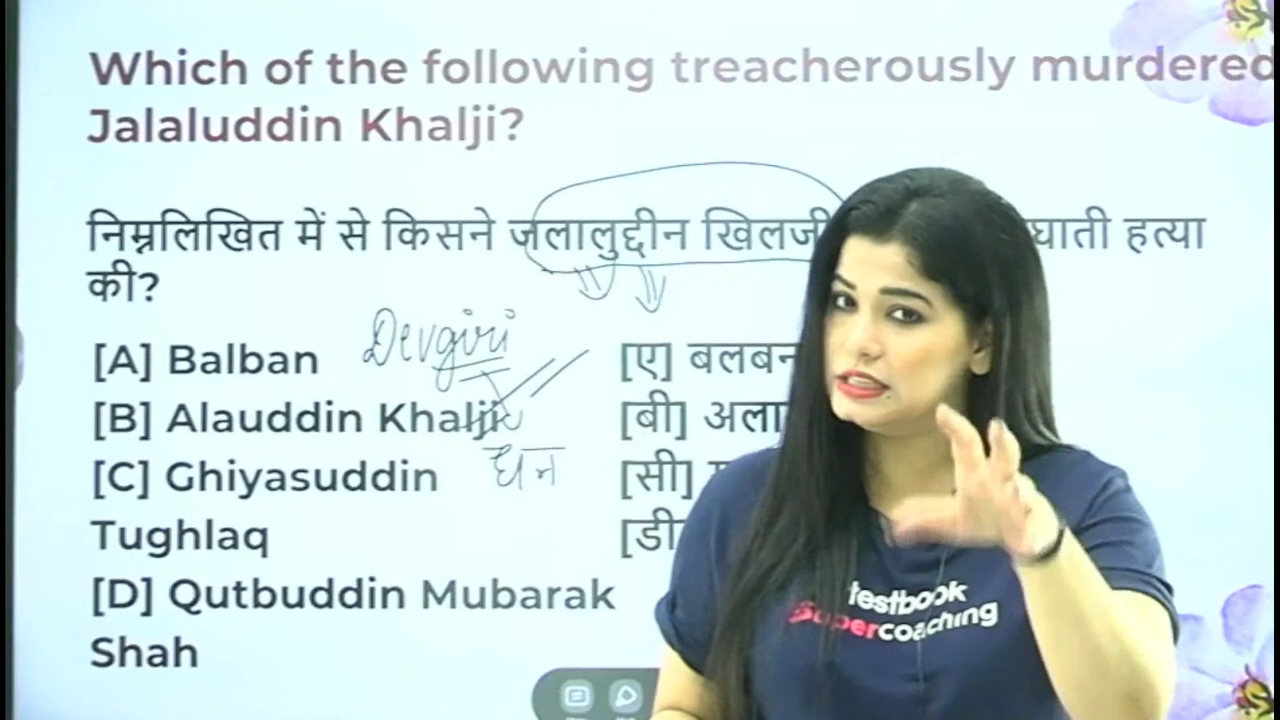 Which of the following treacherously murdered
Jalaluddin Khalji?
निम्नलिखित में से किसने जलालुद्दीन खिलजी घाती हत्या
की?
Devgiri
[A] Balban [ए] बलबन
[B] Alauddin Khalji [बी] अला
धन
[C] Ghiyasuddin [सी]
Tughlaq [डी
[D] Qutbuddin Mubarak
Shah
testbook
Supercoaching